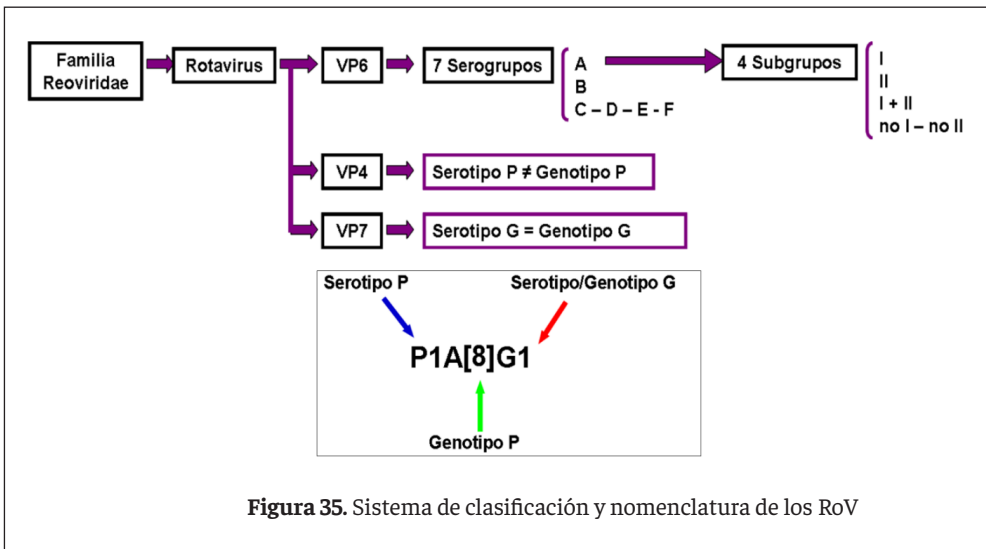 Familia
Reoviridae
Rotavirus
VP6
7 Serogrupos
A
B
C – D – E - F
4 Subgrupos
I
II
I + II
no I – no II
VP4
Serotipo P ≠ Genotipo P
VP7
Serotipo G = Genotipo G
Serotipo P
Serotipo/Genotipo G
P1A[8]G1
Genotipo P
Figura 35. Sistema de clasificación y nomenclatura de los RoV